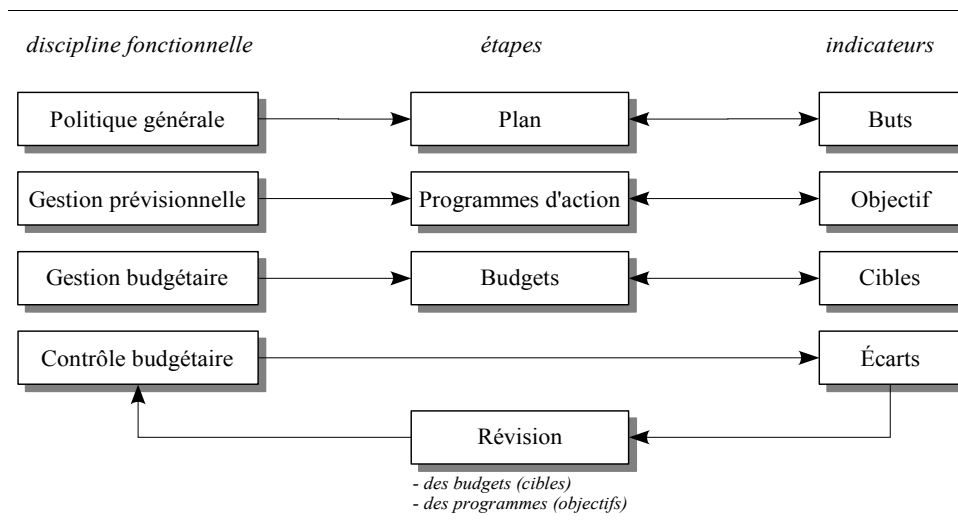 discipline fonctionnelle étapes indicateurs
Politique générale Plan Buts
Gestion prévisionnelle Programmes d'action Objectif
Gestion budgétaire Budgets Cibles
Contrôle budgétaire Écarts
Révision
- des budgets (cibles)
- des programmes (objectifs)